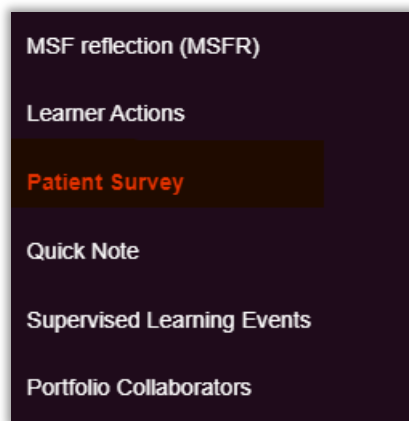 MSF reflection (MSFR)
Learner Actions
Patient Survey
Quick Note
Supervised Learning Events
Portfolio Collaborators